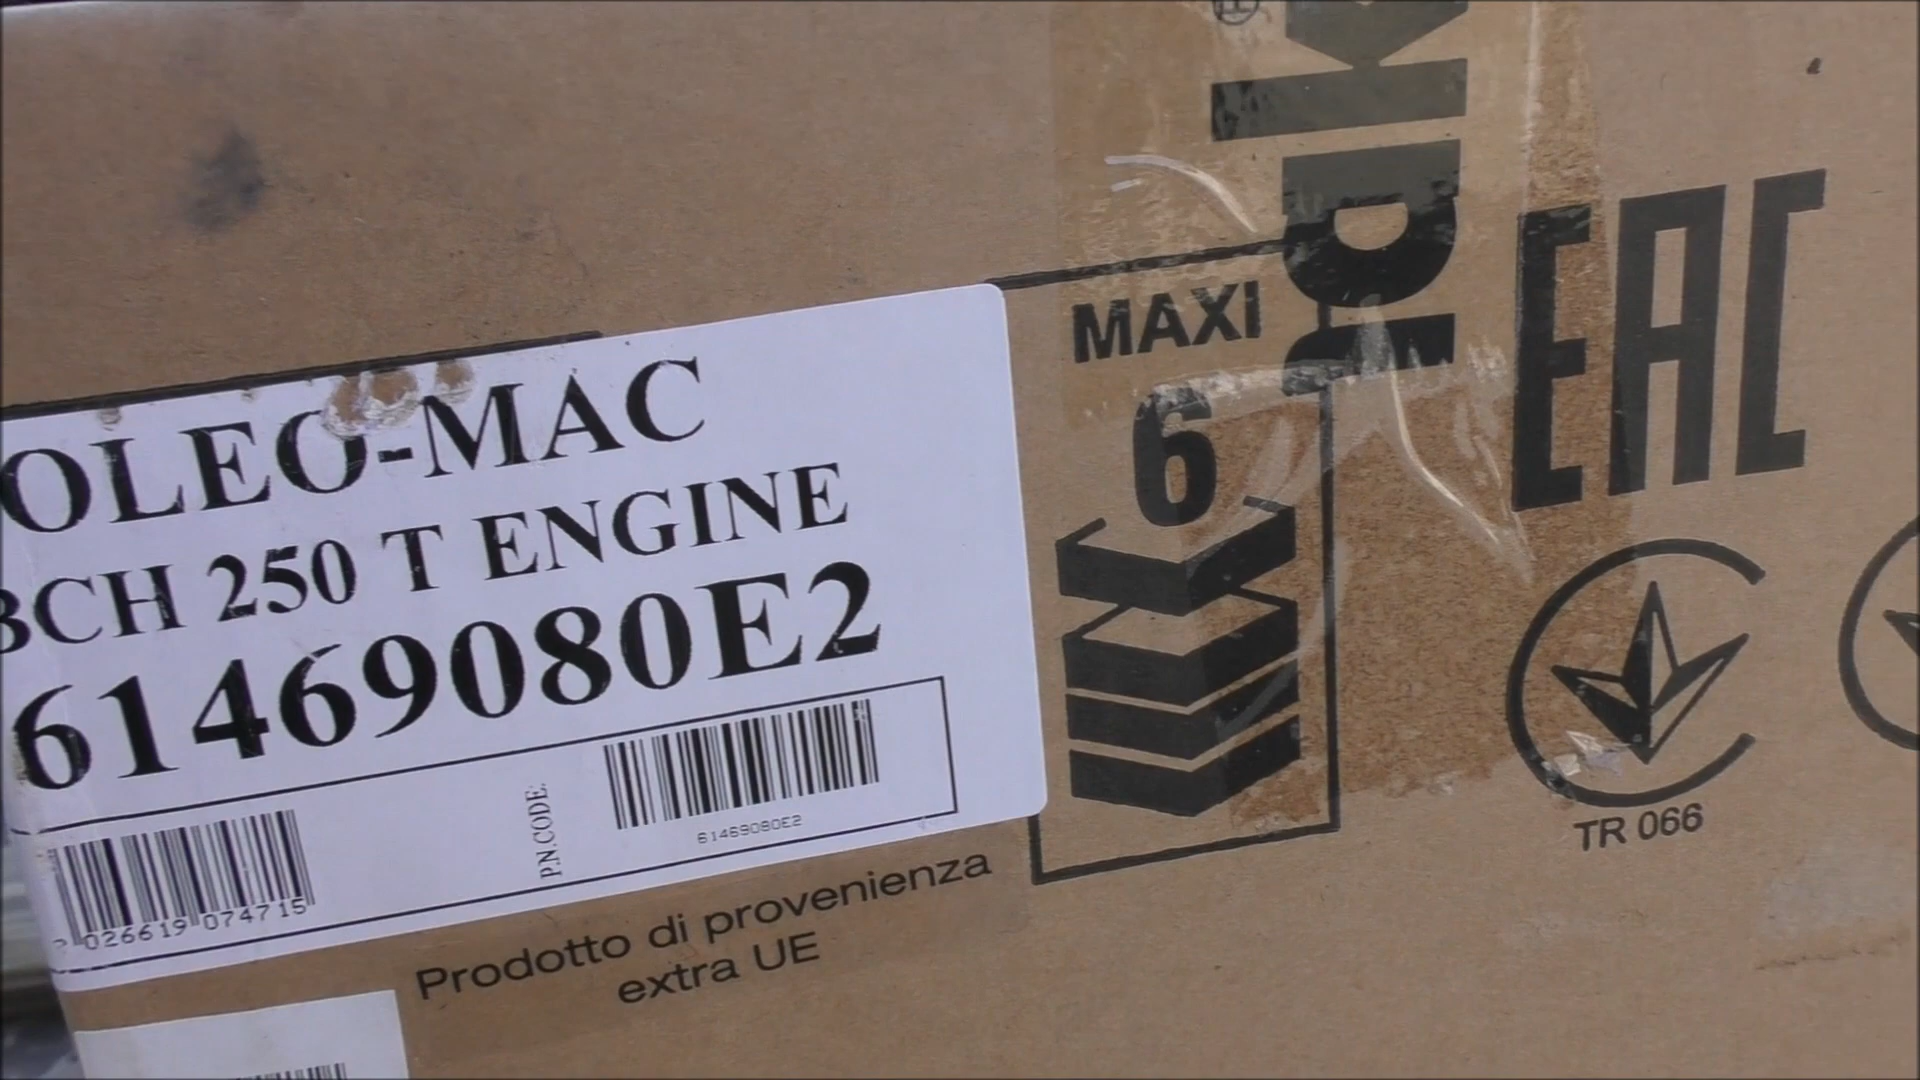 OLEO-MAC
BCH 250 T ENGINE
61469080E2
026619 074715
P.N.CODE:
61469080E2
Prodotto di provenienza
extra UE
MAXI
6
EAC
TR 066